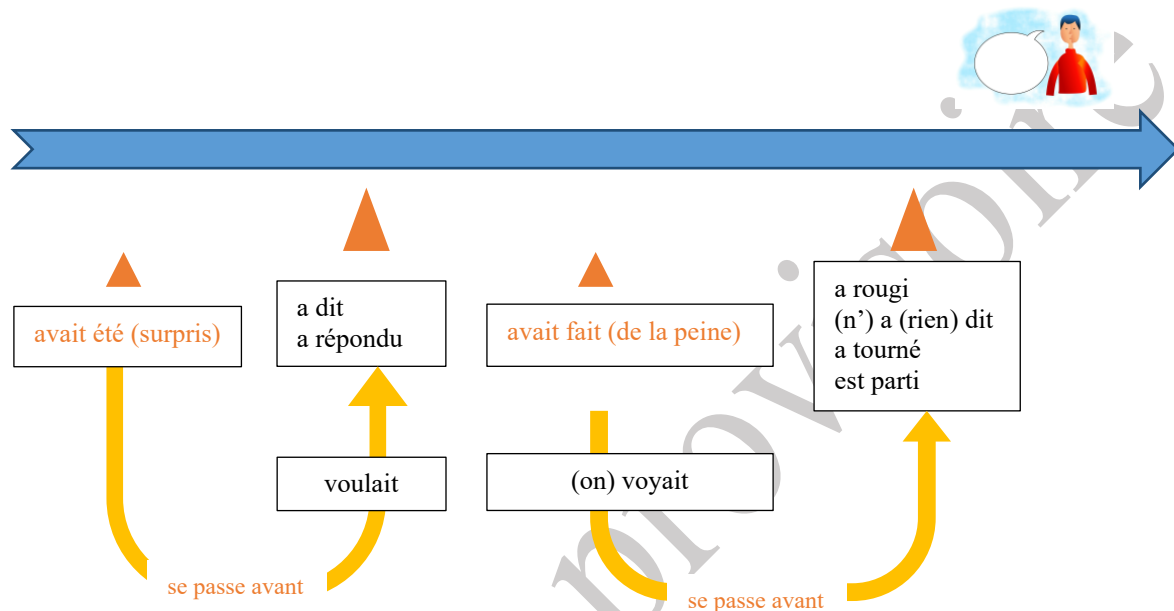 avait été (surpris)
a dit
a répondu
avait fait (de la peine)
a rougi
(n’) a (rien) dit
a tourné
est parti
voulait
(on) voyait
se passe avant
se passe avant
provisoire